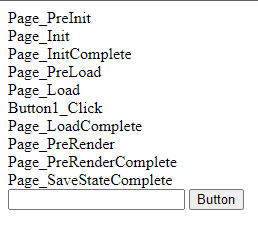 Page_PreInit
Page_Init
Page_InitComplete
Page_PreLoad
Page_Load
Button1_Click
Page_LoadComplete
Page_PreRender
Page_PreRenderComplete
Page_SaveStateComplete
Button